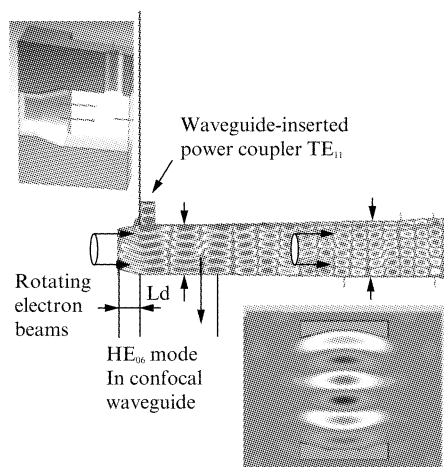 Waveguide-inserted
power coupler TE₁₁
Rotating
electron
beams
Ld
HE₀₆ mode
In confocal
waveguide